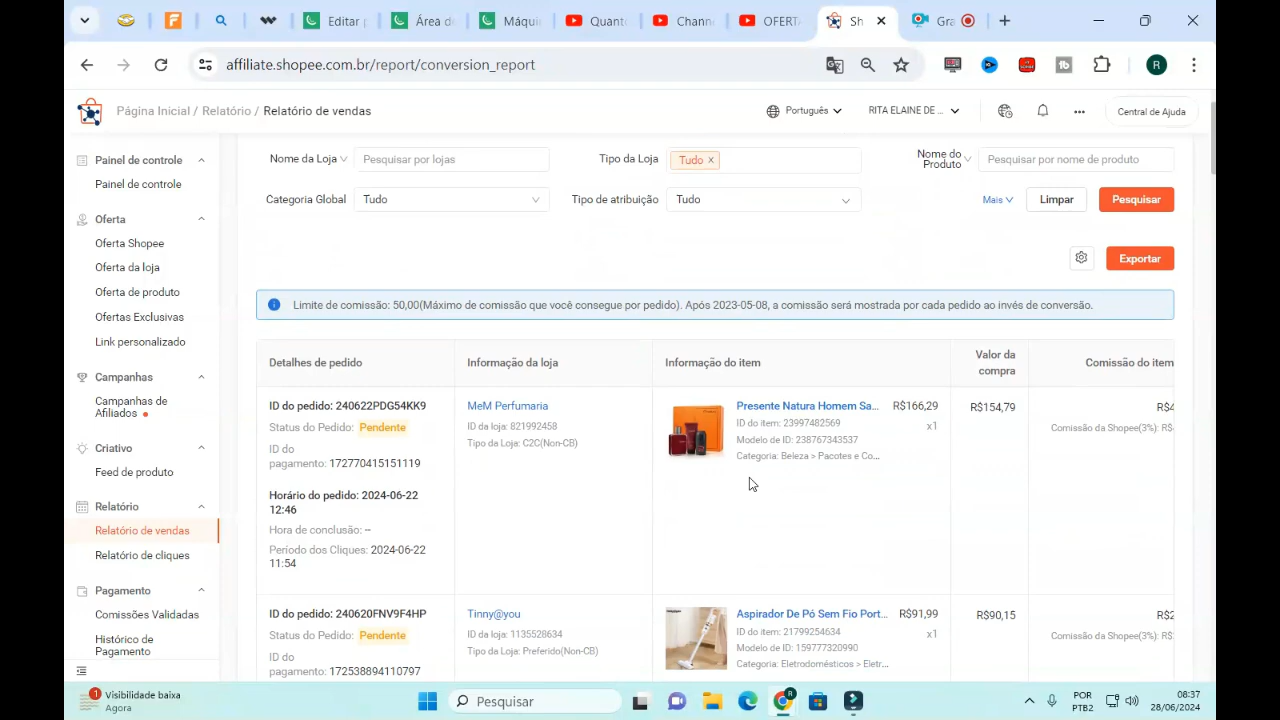 Editar
Área de
Máqui
Quanto
Channe
OFERTA
Sh
Gra
affiliate.shopee.com.br/report/conversion_report
R
Página Inicial / Relatório / Relatório de vendas
Português
RITA ELAINE DE ...
Central de Ajuda
Painel de controle
Painel de controle
Oferta
Oferta Shopee
Oferta da loja
Oferta de produto
Ofertas Exclusivas
Link personalizado
Campanhas
Campanhas de
Afiliados
Criativo
Feed de produto
Relatório
Relatório de vendas
Relatório de cliques
Pagamento
Comissões Validadas
Histórico de
Pagamento
Nome da Loja
Pesquisar por lojas
Tipo da Loja
Tudo ×
Nome do
Produto
Pesquisar por nome de produto
Categoria Global
Tudo
Tipo de atribuição
Tudo
Mais
Limpar
Pesquisar
Exportar
Limite de comissão: 50,00(Máximo de comissão que você consegue por pedido). Após 2023-05-08, a comissão será mostrada por cada pedido ao invés de conversão.
Detalhes de pedido
Informação da loja
Informação do item
Valor da
compra
Comissão do item
ID do pedido: 240622PDG54KK9
Status do Pedido: Pendente
ID do
pagamento: 172770415151119
Horário do pedido: 2024-06-22
12:46
Hora de conclusão: --
Período dos Cliques: 2024-06-22
11:54
MeM Perfumaria
ID da loja: 821992458
Tipo da Loja: C2C(Non-CB)
Presente Natura Homem Sa...
ID do item: 23997482569
Modelo de ID: 238767343537
Categoria: Beleza > Pacotes e Co...
R$166,29
x1
R$154,79
R$4
Comissão da Shopee(3%): R$
ID do pedido: 240620FNV9F4HP
Status do Pedido: Pendente
ID do
pagamento: 172538894110797
Tinny@you
ID da loja: 1135528634
Tipo da Loja: Preferido(Non-CB)
Aspirador De Pó Sem Fio Port...
ID do item: 21799254634
Modelo de ID: 159777320990
Categoria: Eletrodomésticos > Eletr...
R$91,99
x1
R$90,15
R$2
Comissão da Shopee(3%): R$
1
Visibilidade baixa
Agora
Pesquisar
POR
PTB2
08:37
28/06/2024